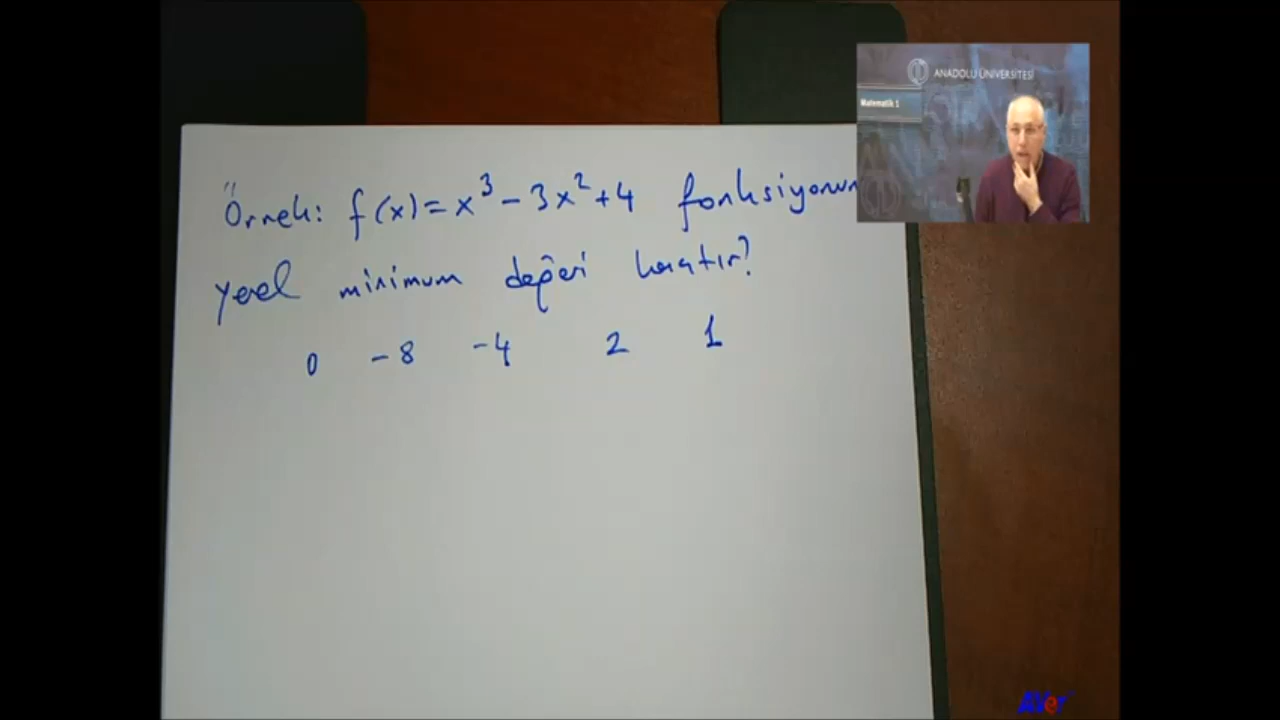 Örnek: f(x)=x³-3x²+4 fonksiyonun
yerel minimum değeri kaçtır?
0 -8 -4 2 1
ANADOLU ÜNİVERSİTESİ
Matematik 1
AVer